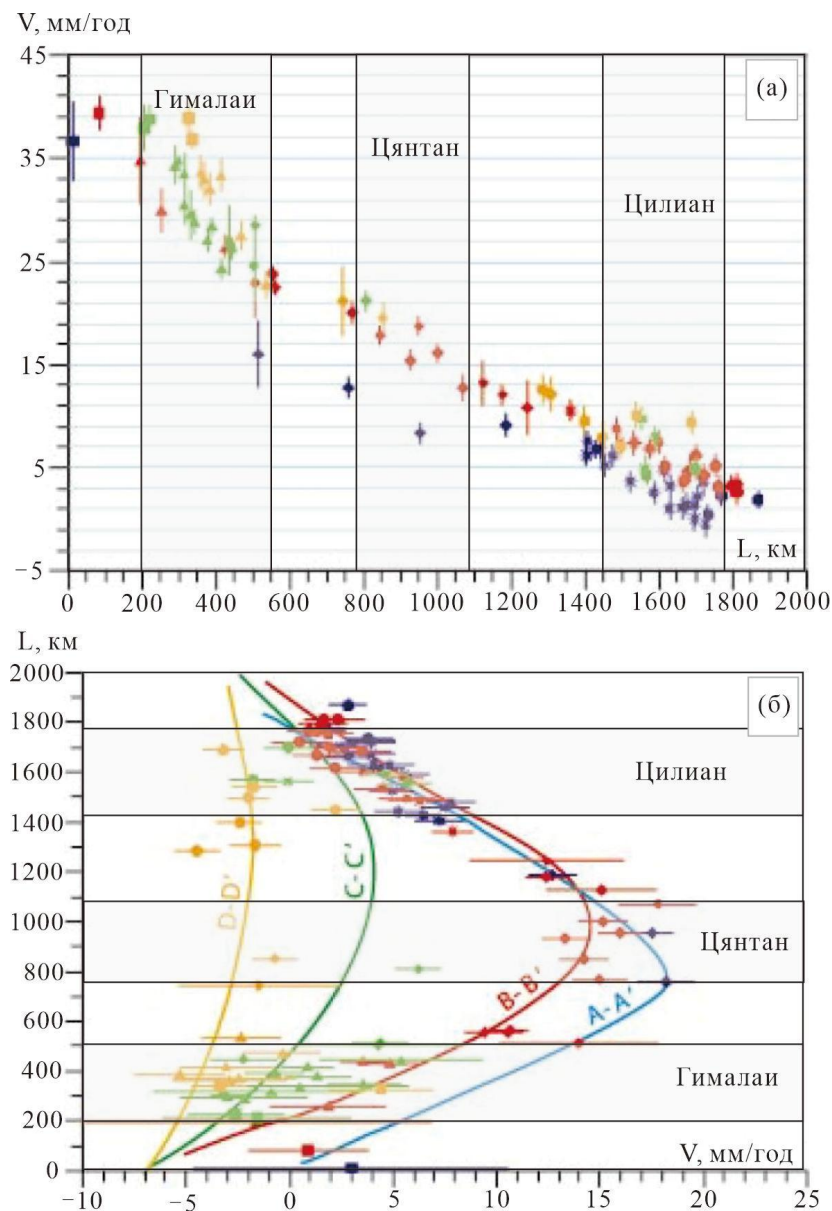 V, мм/год
45
(а)
Гималаи
35
Цянтан
Цилиан
25
15
5
L, км
−5
0 200 400 600 800 1000 1200 1400 1600 1800 2000
L, км
2000
(б)
1800
Цилиан
1600
1400
1200
C-C′
D-D′
1000
Цянтан
800
B-B′
A-A′
600
400
Гималаи
200
V, мм/год
0
−10 −5 0 5 10 15 20 25